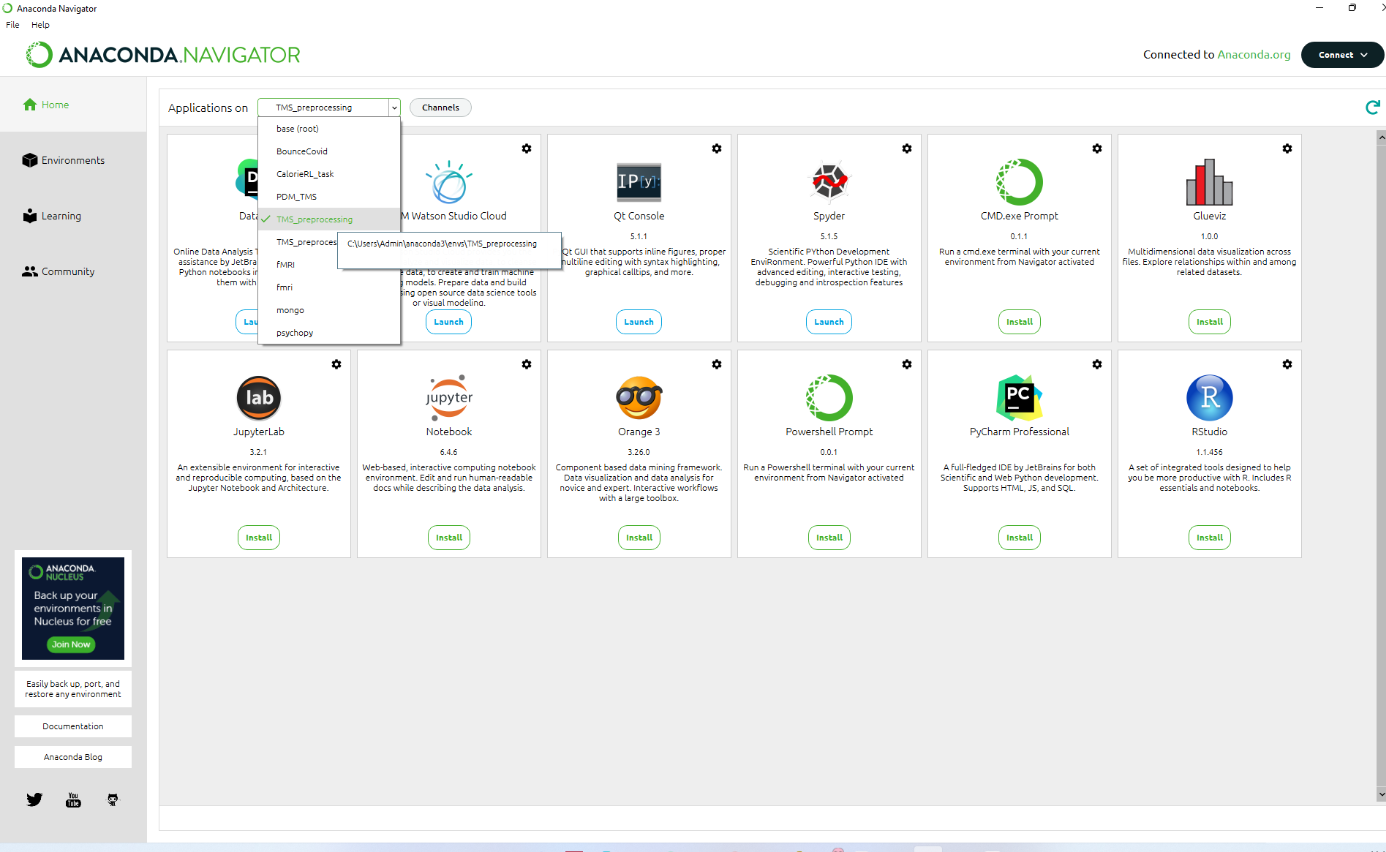 Anaconda Navigator
File Help
ANACONDA.NAVIGATOR
Connected to Anaconda.org
Connect
Home
Environments
Learning
Community
Applications on
TMS_preprocessing
Channels
base (root)
BounceCovid
CalorieRL_task
PDM_TMS
TMS_preprocessing
TMS_preproces
fMRI
fmri
mongo
psychopy
C:\Users\Admin\anaconda3\envs\TMS_preprocessing
D
Data
Online Data Analysis T
assistance by JetBra
Python notebooks in
them with
Lau
M Watson Studio Cloud
e data, to create and train machine
g models. Prepare data and build
sing open source data science tools
or visual modeling.
Launch
IP[y]:
Qt Console
5.1.1
Qt GUI that supports inline figures, proper
multiline editing with syntax highlighting,
graphical calltips, and more.
Launch
Spyder
5.1.5
Scientific PYthon Development
EnviRonment. Powerful Python IDE with
advanced editing, interactive testing,
debugging and introspection features
Launch
CMD.exe Prompt
0.1.1
Run a cmd.exe terminal with your current
environment from Navigator activated
Install
Glueviz
1.0.0
Multidimensional data visualization across
files. Explore relationships within and among
related datasets.
Install
lab
JupyterLab
3.2.1
An extensible environment for interactive
and reproducible computing, based on the
Jupyter Notebook and Architecture.
Install
jupyter
Notebook
6.4.6
Web-based, interactive computing notebook
environment. Edit and run human-readable
docs while describing the data analysis.
Install
Orange 3
3.26.0
Component based data mining framework.
Data visualization and data analysis for
novice and expert. Interactive workflows
with a large toolbox.
Install
Powershell Prompt
0.0.1
Run a Powershell terminal with your current
environment from Navigator activated
Install
PC
PyCharm Professional
A full-fledged IDE by JetBrains for both
Scientific and Web Python development.
Supports HTML, JS, and SQL.
Install
R
RStudio
1.1.456
A set of integrated tools designed to help
you be more productive with R. Includes R
essentials and notebooks.
Install
ANACONDA.
NUCLEUS
Back up your
environments in
Nucleus for free
Join Now
Easily back up, port, and
restore any environment
Documentation
Anaconda Blog
You
Tube